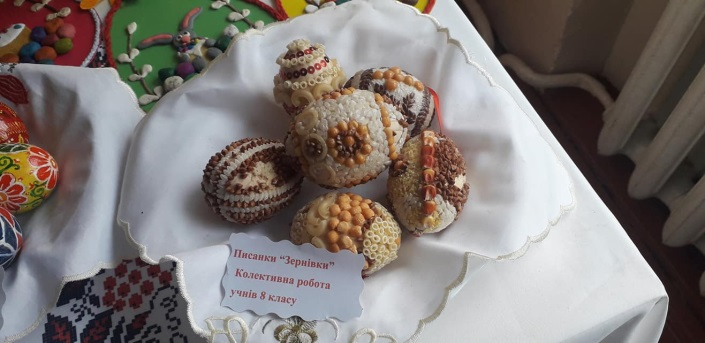 Писанки “Зернівки”
Колективна робота
учнів 8 класу